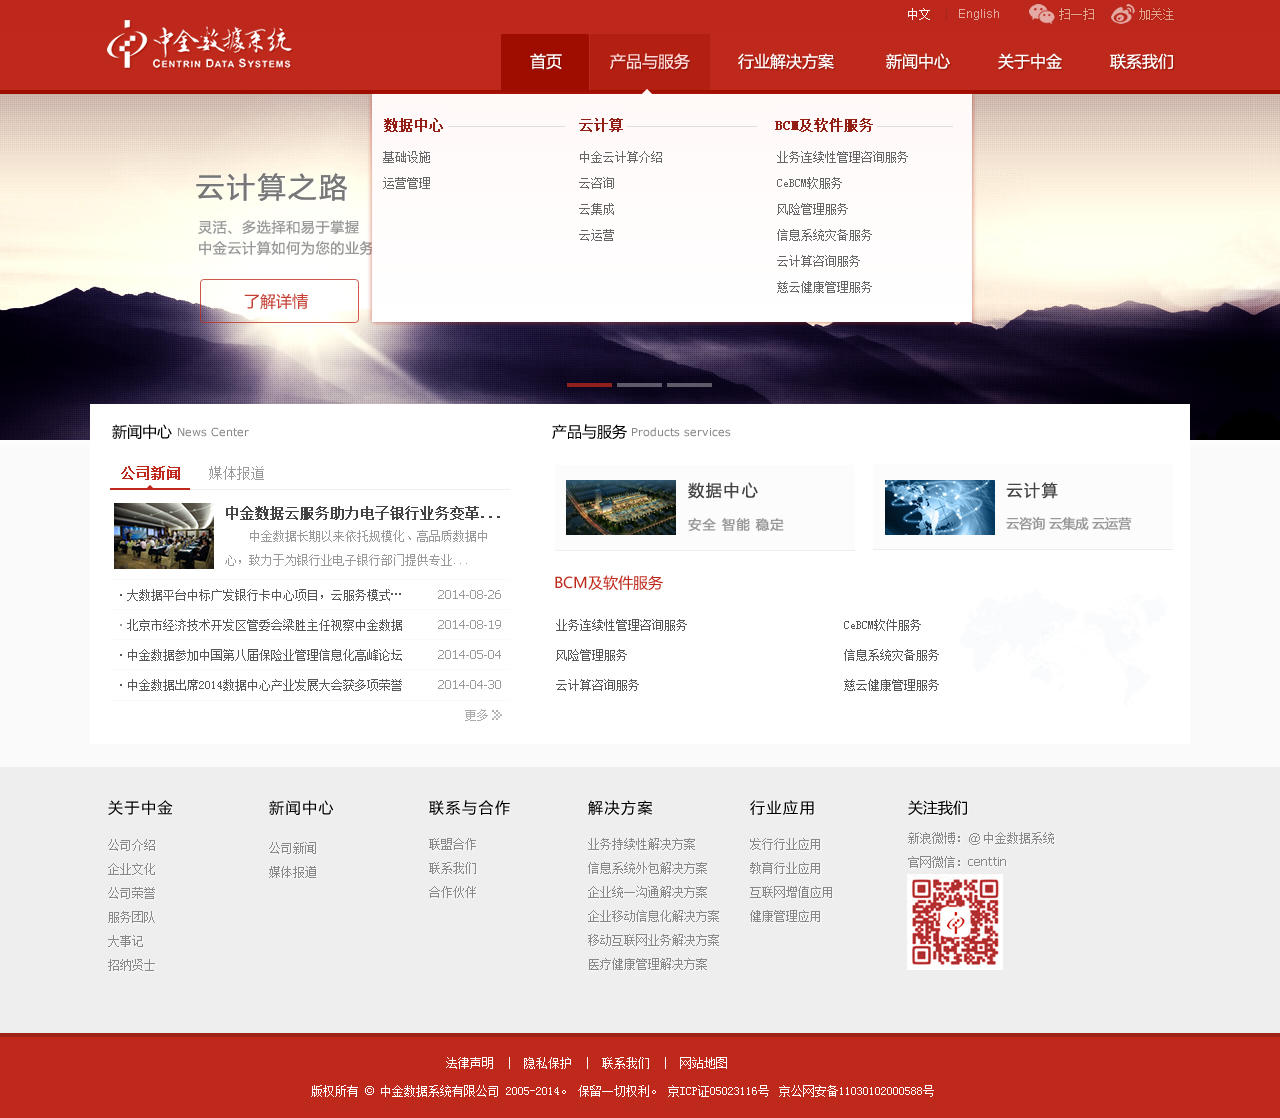 中文 English 扫一扫 加关注
中金数据系统
CENTRIN DATA SYSTEMS
首页 产品与服务 行业解决方案 新闻中心 关于中金 联系我们
数据中心 云计算 BCM及软件服务
基础设施 中金云计算介绍 业务连续性管理咨询服务
运营管理 云咨询 CeBCM软服务
云集成 风险管理服务
云运营 信息系统灾备服务
云计算咨询服务
慈云健康管理服务
云计算之路
灵活、多选择和易于掌握
中金云计算如何为您的业务
了解详情
新闻中心 News Center
公司新闻 媒体报道
中金数据云服务助力电子银行业务变革...
中金数据长期以来依托规模化、高品质数据中
心，致力于为银行业电子银行部门提供专业...
·大数据平台中标广发银行卡中心项目，云服务模式… 2014-08-26
·北京市经济技术开发区管委会梁胜主任视察中金数据 2014-08-19
·中金数据参加中国第八届保险业管理信息化高峰论坛 2014-05-04
·中金数据出席2014数据中心产业发展大会获多项荣誉 2014-04-30
更多
产品与服务 Products services
数据中心
安全 智能 稳定
云计算
云咨询 云集成 云运营
BCM及软件服务
业务连续性管理咨询服务 CeBCM软件服务
风险管理服务 信息系统灾备服务
云计算咨询服务 慈云健康管理服务
关于中金
公司介绍
企业文化
公司荣誉
服务团队
大事记
招纳贤士
新闻中心
公司新闻
媒体报道
联系与合作
联盟合作
联系我们
合作伙伴
解决方案
业务持续性解决方案
信息系统外包解决方案
企业统一沟通解决方案
企业移动信息化解决方案
移动互联网业务解决方案
医疗健康管理解决方案
行业应用
发行行业应用
教育行业应用
互联网增值应用
健康管理应用
关注我们
新浪微博：@中金数据系统
官网微信：centtin
法律声明 | 隐私保护 | 联系我们 | 网站地图
版权所有 © 中金数据系统有限公司 2005-2014。 保留一切权利。 京ICP证05023116号 京公网安备11030102000588号